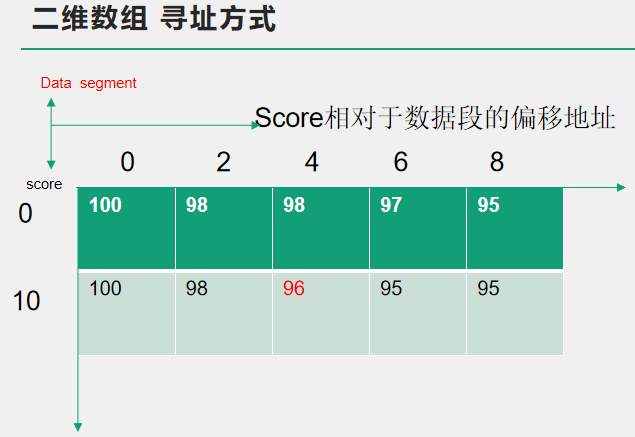 二维数组 寻址方式
Data segment
Score相对于数据段的偏移地址
0 2 4 6 8
score
0 100 98 98 97 95
10 100 98 96 95 95